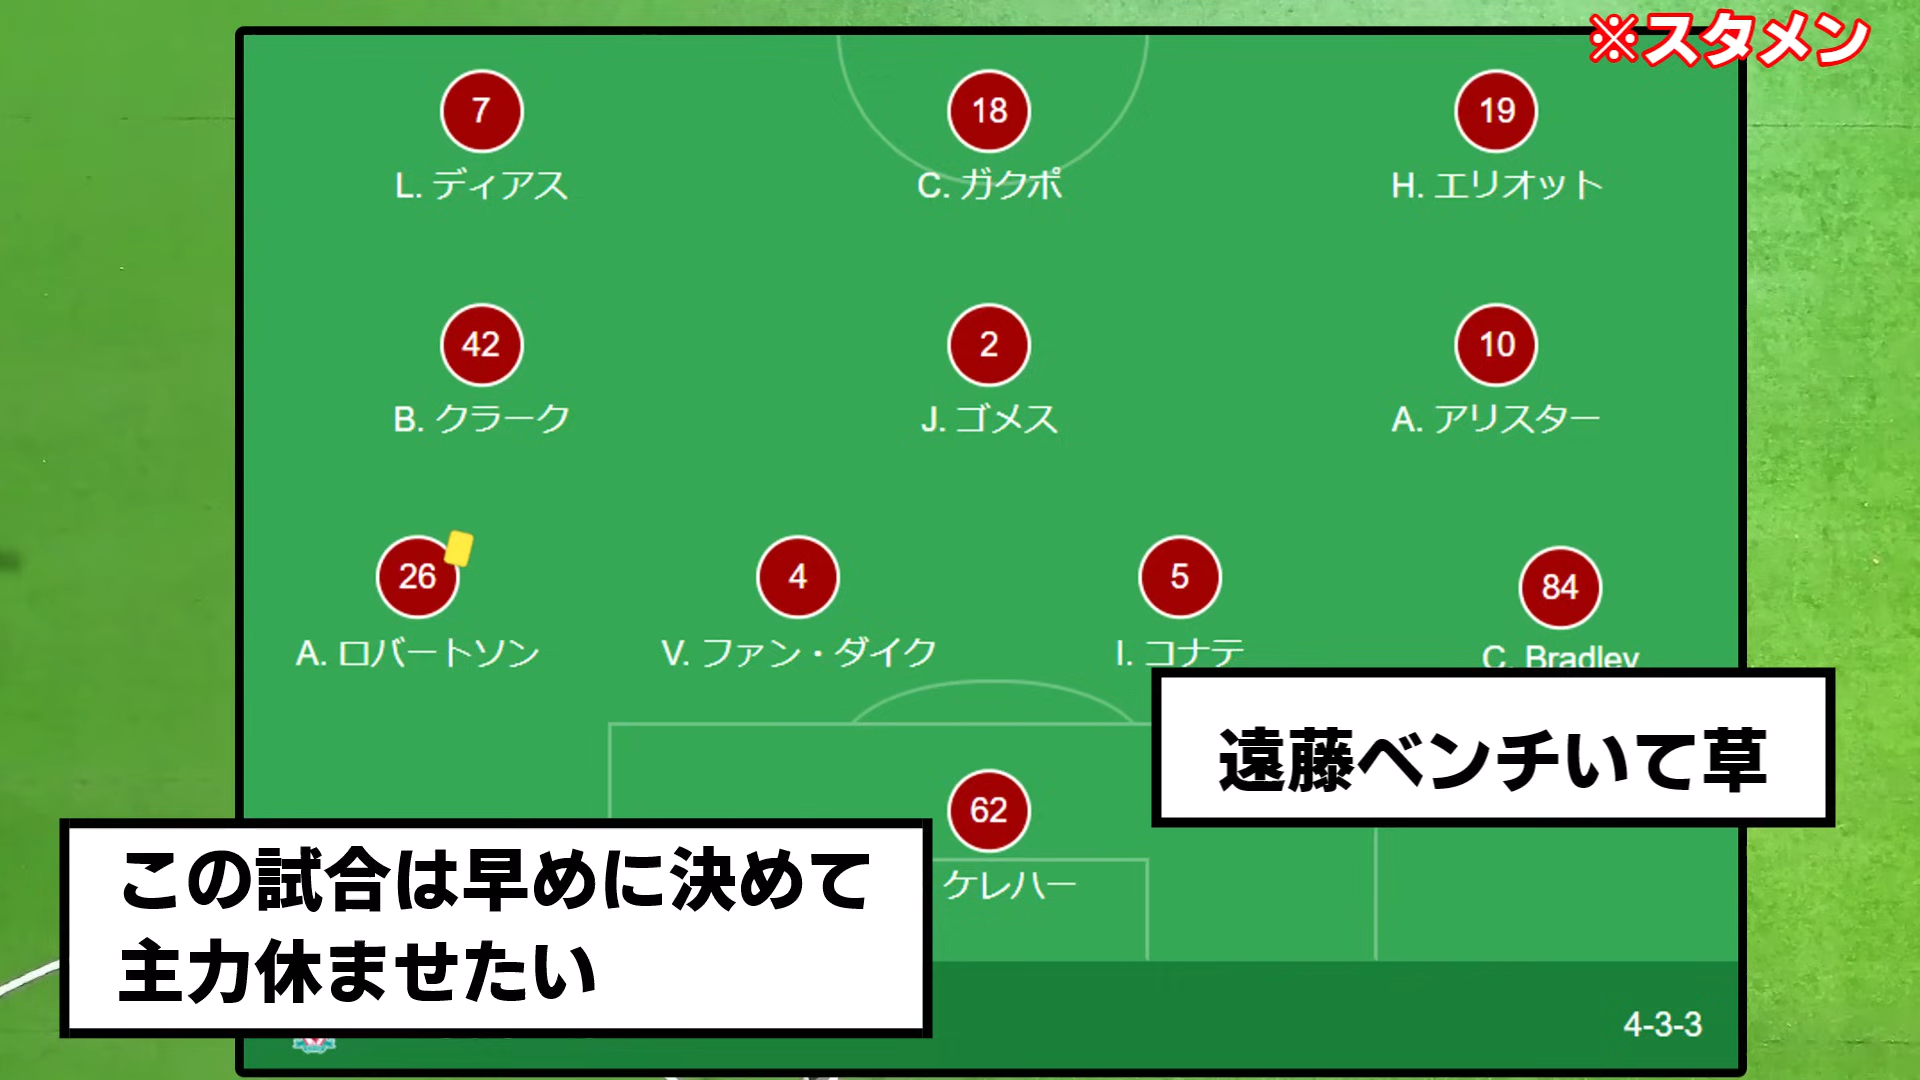 ※スタメン
7
18
19
L. ディアス
C. ガクポ
H. エリオット
42
2
10
B. クラーク
J. ゴメス
A. アリスター
26
4
5
84
A. ロバートソン
V. ファン・ダイク
I. コナテ
C. Bradley
遠藤ベンチいて草
62
ケレハー
この試合は早めに決めて
主力休ませたい
4-3-3